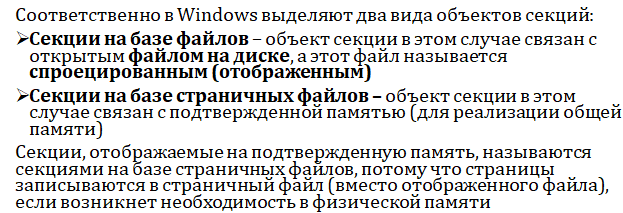 Соответственно в Windows выделяют два вида объектов секций:
➢Секции на базе файлов – объект секции в этом случае связан с
открытым файлом на диске, а этот файл называется
спроецированным (отображенным)
➢Секции на базе страничных файлов – объект секции в этом
случае связан с подтвержденной памятью (для реализации общей
памяти)
Секции, отображаемые на подтвержденную память, называются
секциями на базе страничных файлов, потому что страницы
записываются в страничный файл (вместо отображенного файла),
если возникнет необходимость в физической памяти